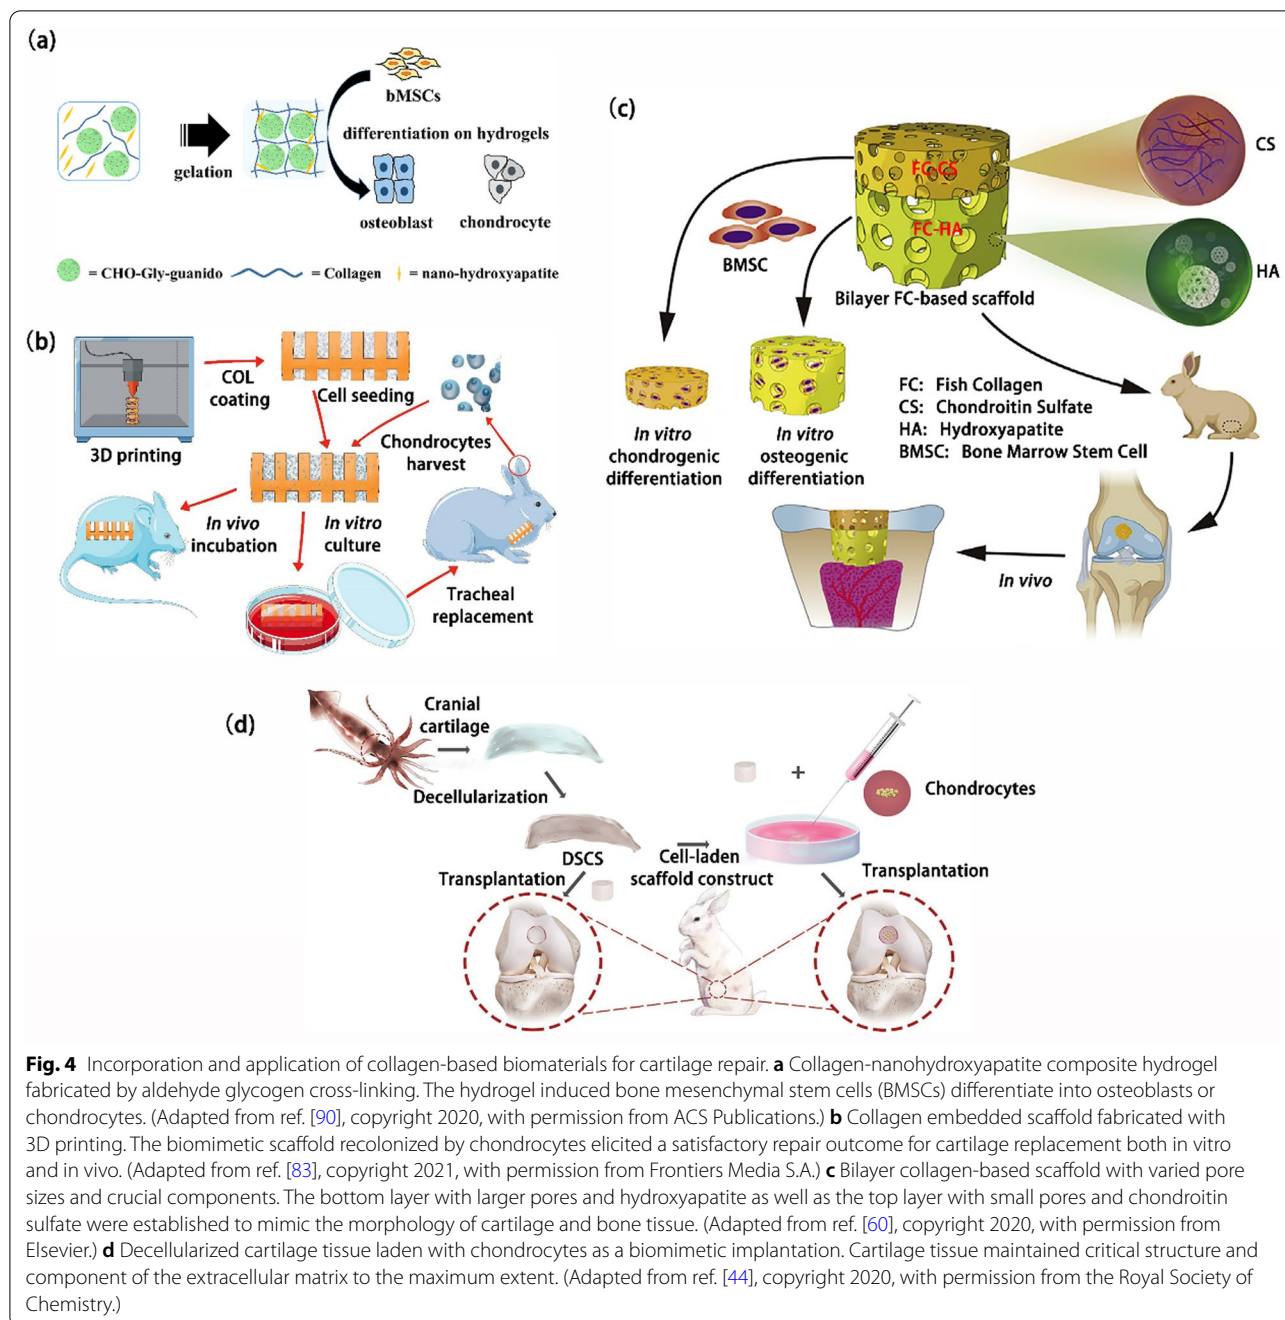 (a)
bMSCs
differentiation on hydrogels
gelation
osteoblast
chondrocyte
= CHO-Gly-guanido
= Collagen
= nano-hydroxyapatite
(b)
3D printing
COL
coating
Cell seeding
Chondrocytes
harvest
In vivo
incubation
In vitro
culture
Tracheal
replacement
(c)
FC-CS
FC-HA
CS
HA
BMSC
Bilayer FC-based scaffold
In vitro
chondrogenic
differentiation
In vitro
osteogenic
differentiation
FC: Fish Collagen
CS: Chondroitin Sulfate
HA: Hydroxyapatite
BMSC: Bone Marrow Stem Cell
In vivo
(d)
Cranial
cartilage
Decellularization
DSCS
Cell-laden
scaffold construct
+
Chondrocytes
Transplantation
Transplantation
Fig. 4 Incorporation and application of collagen-based biomaterials for cartilage repair. a Collagen-nanohydroxyapatite composite hydrogel
fabricated by aldehyde glycogen cross-linking. The hydrogel induced bone mesenchymal stem cells (BMSCs) differentiate into osteoblasts or
chondrocytes. (Adapted from ref. [90], copyright 2020, with permission from ACS Publications.) b Collagen embedded scaffold fabricated with
3D printing. The biomimetic scaffold recolonized by chondrocytes elicited a satisfactory repair outcome for cartilage replacement both in vitro
and in vivo. (Adapted from ref. [83], copyright 2021, with permission from Frontiers Media S.A.) c Bilayer collagen-based scaffold with varied pore
sizes and crucial components. The bottom layer with larger pores and hydroxyapatite as well as the top layer with small pores and chondroitin
sulfate were established to mimic the morphology of cartilage and bone tissue. (Adapted from ref. [60], copyright 2020, with permission from
Elsevier.) d Decellularized cartilage tissue laden with chondrocytes as a biomimetic implantation. Cartilage tissue maintained critical structure and
component of the extracellular matrix to the maximum extent. (Adapted from ref. [44], copyright 2020, with permission from the Royal Society of
Chemistry.)